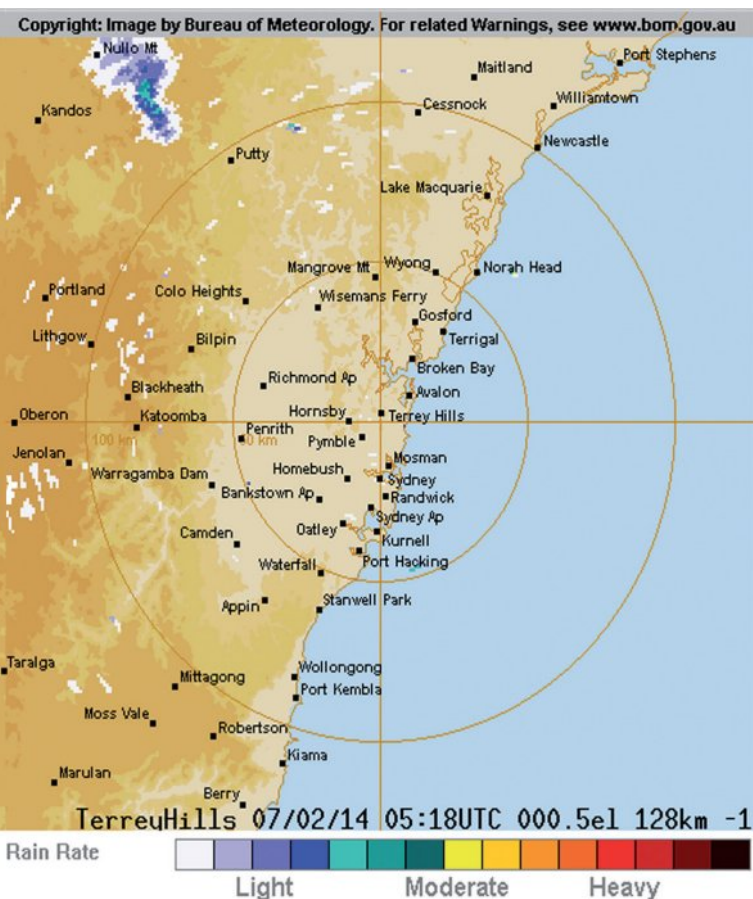 Copyright: Image by Bureau of Meteorology. For related Warnings, see www.bom.gov.au
Nullo Mt
Port Stephens
Maitland
Williamtown
Cessnock
Kandos
Newcastle
Putty
Lake Macquarie
Mangrove Mt
Wyong
Norah Head
Portland
Colo Heights
Wisemans Ferry
Gosford
Lithgow
Bilpin
Terrigal
Broken Bay
Richmond Ap
Blackheath
Avalon
Oberon
Katoomba
Hornsby
Terrey Hills
100 km
Penrith
50 km
Pymble
Jenolan
Mosman
Warragamba Dam
Homebush
Sydney
Bankstown Ap
Randwick
Sydney Ap
Camden
Oatley
Kurnell
Waterfall
Port Hacking
Appin
Stanwell Park
Taralga
Wollongong
Mittagong
Port Kembla
Moss Vale
Robertson
Kiama
Marulan
Berry
TerreyHills 07/02/14 05:18UTC 000.5el 128km -1
Rain Rate
Light Moderate Heavy